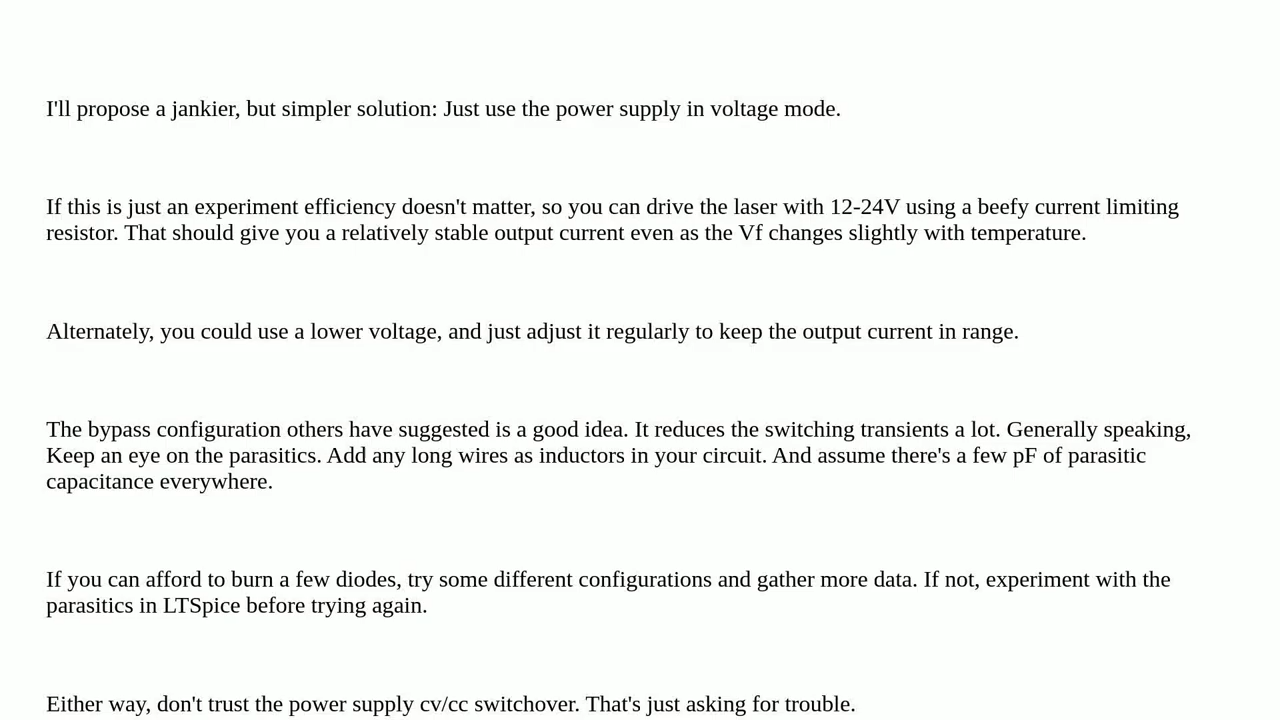 I'll propose a jankier, but simpler solution: Just use the power supply in voltage mode.
If this is just an experiment efficiency doesn't matter, so you can drive the laser with 12-24V using a beefy current limiting
resistor. That should give you a relatively stable output current even as the Vf changes slightly with temperature.
Alternately, you could use a lower voltage, and just adjust it regularly to keep the output current in range.
The bypass configuration others have suggested is a good idea. It reduces the switching transients a lot. Generally speaking,
Keep an eye on the parasitics. Add any long wires as inductors in your circuit. And assume there's a few pF of parasitic
capacitance everywhere.
If you can afford to burn a few diodes, try some different configurations and gather more data. If not, experiment with the
parasitics in LTSpice before trying again.
Either way, don't trust the power supply cv/cc switchover. That's just asking for trouble.